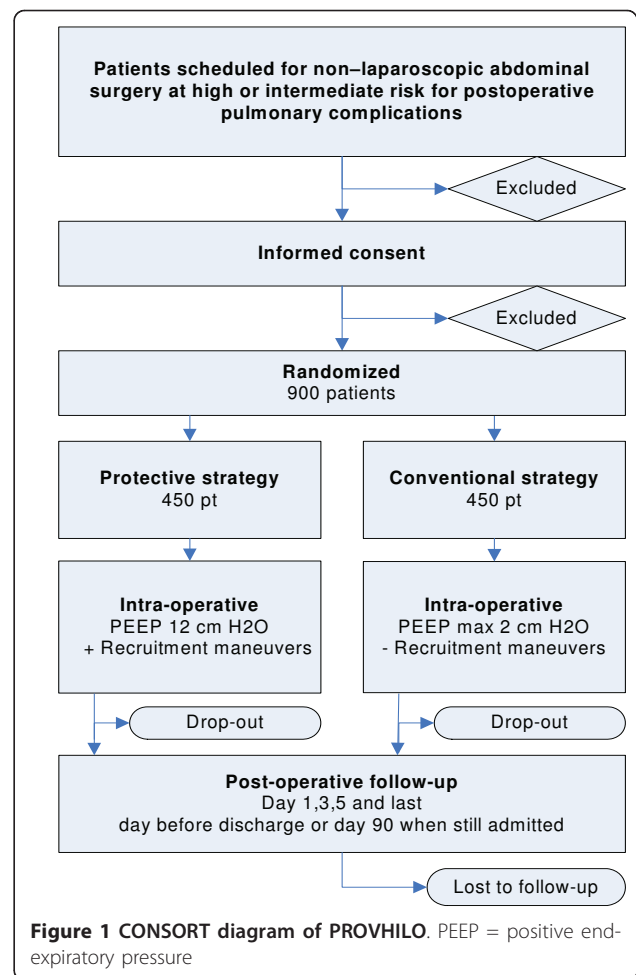 Patients scheduled for non–laparoscopic abdominal
surgery at high or intermediate risk for postoperative
pulmonary complications
Excluded
Informed consent
Excluded
Randomized
900 patients
Protective strategy
450 pt
Conventional strategy
450 pt
Intra-operative
PEEP 12 cm H2O
+ Recruitment maneuvers
Intra-operative
PEEP max 2 cm H2O
- Recruitment maneuvers
Drop-out
Drop-out
Post-operative follow-up
Day 1,3,5 and last
day before discharge or day 90 when still admitted
Lost to follow-up
Figure 1 CONSORT diagram of PROVHILO. PEEP = positive end-
expiratory pressure